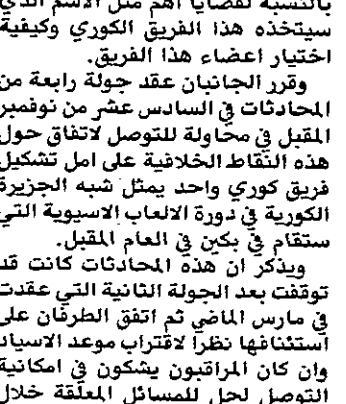 بالنسبة لقضايا اهم مثل الاسم الذي
سيتخذه هذا الفريق الكوري وكيفية
اختيار اعضاء هذا الفريق.
وقرر الجانبان عقد جولة رابعة من
المحادثات في السادس عشر من نوفمبر
المقبل في محاولة للتوصل لاتفاق حول
هذه النقاط الخلافية على امل تشكيل
فريق كوري واحد يمثل شبه الجزيرة
الكورية في دورة الالعاب الاسيوية التي
ستقام في بكين في العام المقبل.
ويذكر ان هذه المحادثات كانت قد
توقفت بعد الجولة الثانية التي عقدت
في مارس الماضي ثم اتفق الطرفان على
استئنافها نظرا لاقتراب موعد الاسياد
وان كان المراقبون يشكون في امكانية
التوصل لحل للمسائل المعلقة خلال